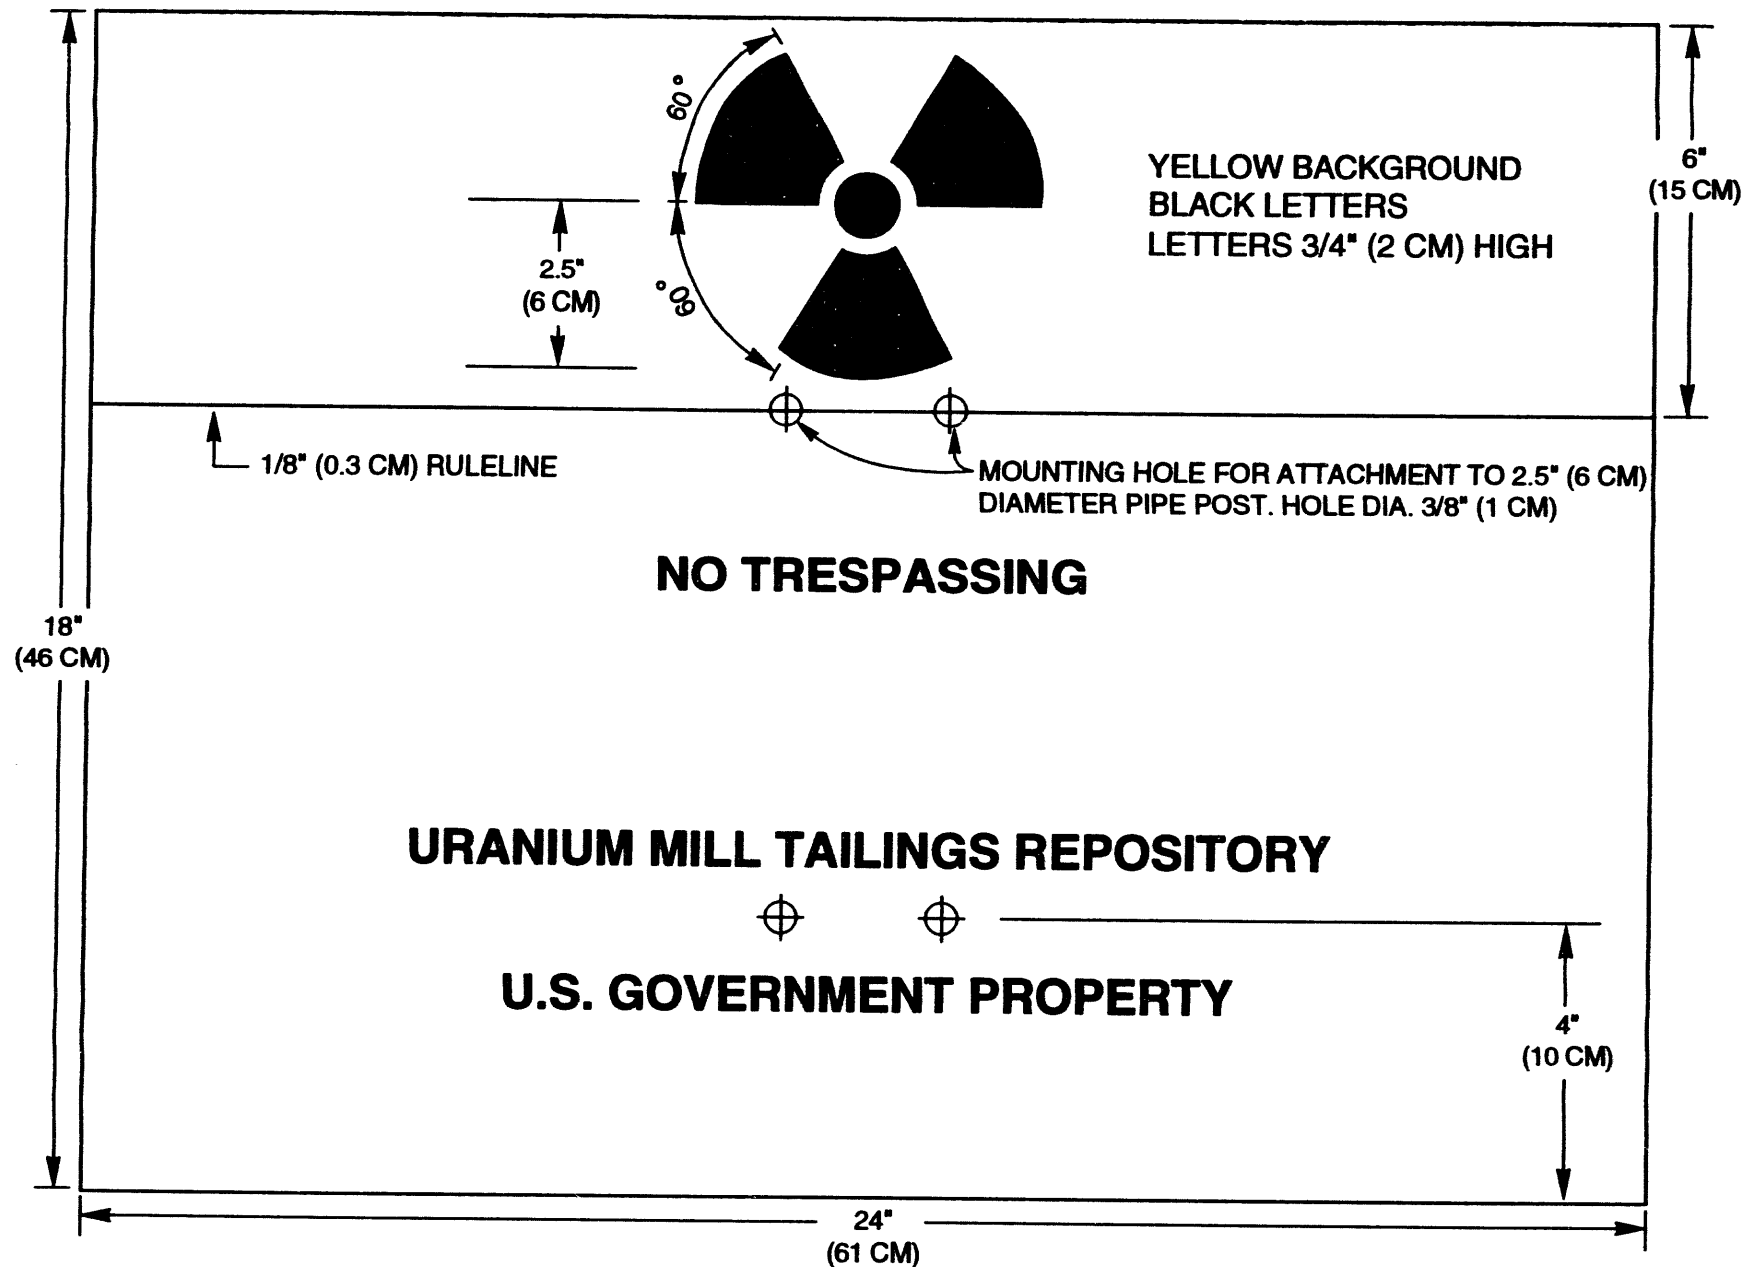 60°
YELLOW BACKGROUND
BLACK LETTERS
LETTERS 3/4" (2 CM) HIGH
6"
(15 CM)
2.5"
(6 CM)
60°
1/8" (0.3 CM) RULELINE
MOUNTING HOLE FOR ATTACHMENT TO 2.5" (6 CM)
DIAMETER PIPE POST. HOLE DIA. 3/8" (1 CM)
NO TRESPASSING
18"
(46 CM)
URANIUM MILL TAILINGS REPOSITORY
U.S. GOVERNMENT PROPERTY
4"
(10 CM)
24"
(61 CM)